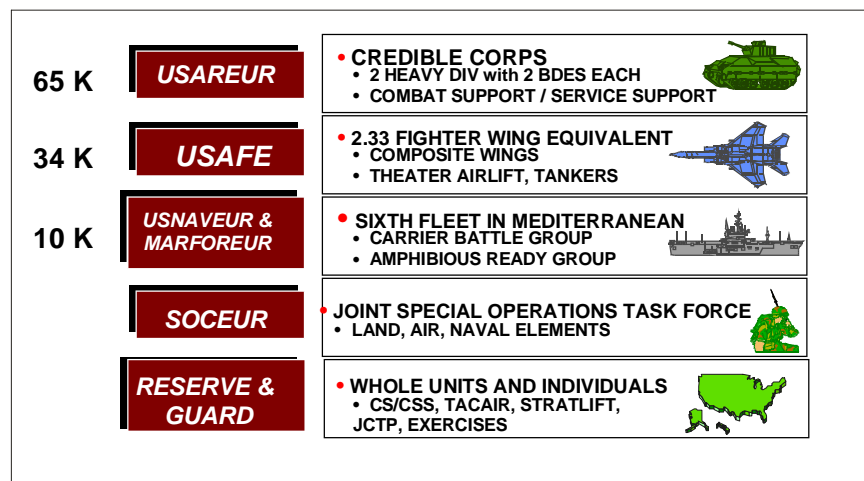 65 K
USAREUR
• CREDIBLE CORPS
• 2 HEAVY DIV with 2 BDES EACH
• COMBAT SUPPORT / SERVICE SUPPORT
34 K
USAFE
• 2.33 FIGHTER WING EQUIVALENT
• COMPOSITE WINGS
• THEATER AIRLIFT, TANKERS
10 K
USNAVEUR &
MARFOREUR
• SIXTH FLEET IN MEDITERRANEAN
• CARRIER BATTLE GROUP
• AMPHIBIOUS READY GROUP
SOCEUR
• JOINT SPECIAL OPERATIONS TASK FORCE
• LAND, AIR, NAVAL ELEMENTS
RESERVE &
GUARD
• WHOLE UNITS AND INDIVIDUALS
• CS/CSS, TACAIR, STRATLIFT,
JCTP, EXERCISES